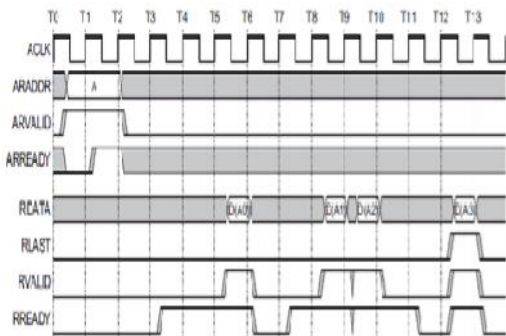 T0 T1 T2 T3 T4 T5 T6 T7 T8 T9 T10 T11 T12 T13
ACLK
ARADDR A
ARVALID
ARREADY
RDATA D(A0) D(A1) D(A2) D(A3)
RLAST
RVALID
RREADY